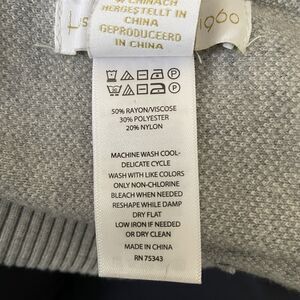 CHINACH
HERGESTELLT IN
CHINA
GEPRODUCEERD
IN CHINA
1960
50% RAYON/VISCOSE
30% POLYESTER
20% NYLON
MACHINE WASH COOL-
DELICATE CYCLE
WASH WITH LIKE COLORS
ONLY NON-CHLORINE
BLEACH WHEN NEEDED
RESHAPE WHILE DAMP
DRY FLAT
LOW IRON IF NEEDED
OR DRY CLEAN
MADE IN CHINA
RN 75343